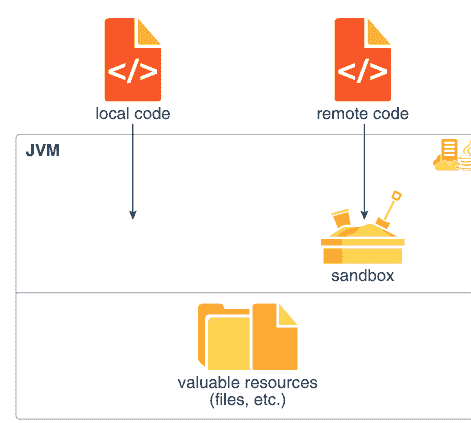 </> </>
local code remote code
JVM
sandbox
valuable resources
(files, etc.)